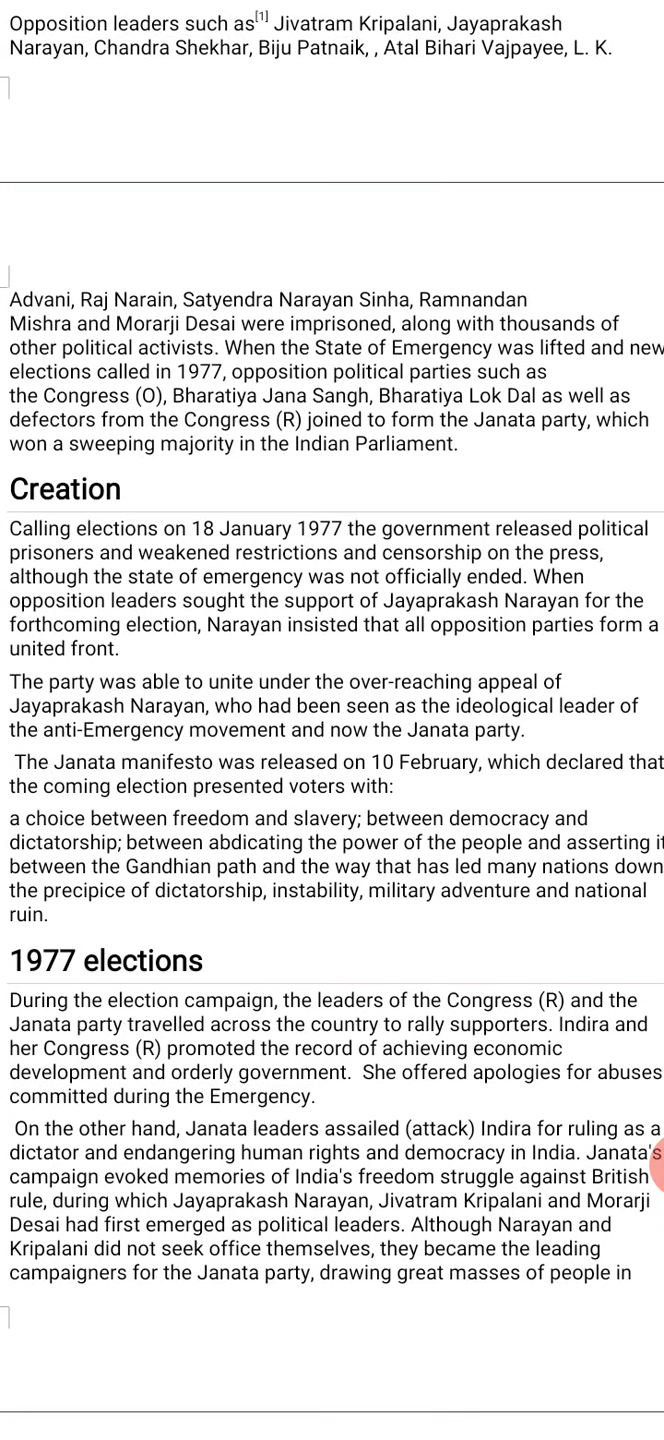 Opposition leaders such as[1] Jivatram Kripalani, Jayaprakash
Narayan, Chandra Shekhar, Biju Patnaik, , Atal Bihari Vajpayee, L. K.
Advani, Raj Narain, Satyendra Narayan Sinha, Ramnandan
Mishra and Morarji Desai were imprisoned, along with thousands of
other political activists. When the State of Emergency was lifted and new
elections called in 1977, opposition political parties such as
the Congress (O), Bharatiya Jana Sangh, Bharatiya Lok Dal as well as
defectors from the Congress (R) joined to form the Janata party, which
won a sweeping majority in the Indian Parliament.
Creation
Calling elections on 18 January 1977 the government released political
prisoners and weakened restrictions and censorship on the press,
although the state of emergency was not officially ended. When
opposition leaders sought the support of Jayaprakash Narayan for the
forthcoming election, Narayan insisted that all opposition parties form a
united front.
The party was able to unite under the over-reaching appeal of
Jayaprakash Narayan, who had been seen as the ideological leader of
the anti-Emergency movement and now the Janata party.
The Janata manifesto was released on 10 February, which declared that
the coming election presented voters with:
a choice between freedom and slavery; between democracy and
dictatorship; between abdicating the power of the people and asserting it
between the Gandhian path and the way that has led many nations down
the precipice of dictatorship, instability, military adventure and national
ruin.
1977 elections
During the election campaign, the leaders of the Congress (R) and the
Janata party travelled across the country to rally supporters. Indira and
her Congress (R) promoted the record of achieving economic
development and orderly government. She offered apologies for abuses
committed during the Emergency.
On the other hand, Janata leaders assailed (attack) Indira for ruling as a
dictator and endangering human rights and democracy in India. Janata's
campaign evoked memories of India's freedom struggle against British
rule, during which Jayaprakash Narayan, Jivatram Kripalani and Morarji
Desai had first emerged as political leaders. Although Narayan and
Kripalani did not seek office themselves, they became the leading
campaigners for the Janata party, drawing great masses of people in